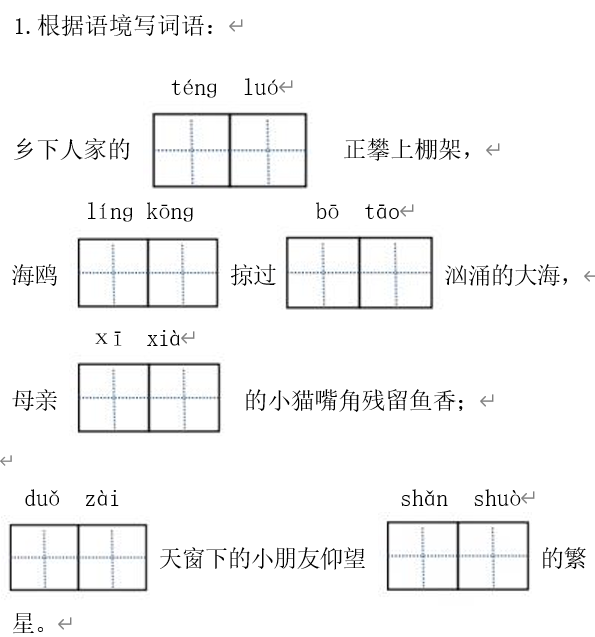 1.根据语境写词语：
téng luó
乡下人家的 正攀上棚架，
líng kōng bō tāo
海鸥 掠过 汹涌的大海，
xī xià
母亲 的小猫嘴角残留鱼香；
duǒ zài shǎn shuò
天窗下的小朋友仰望 的繁
星。